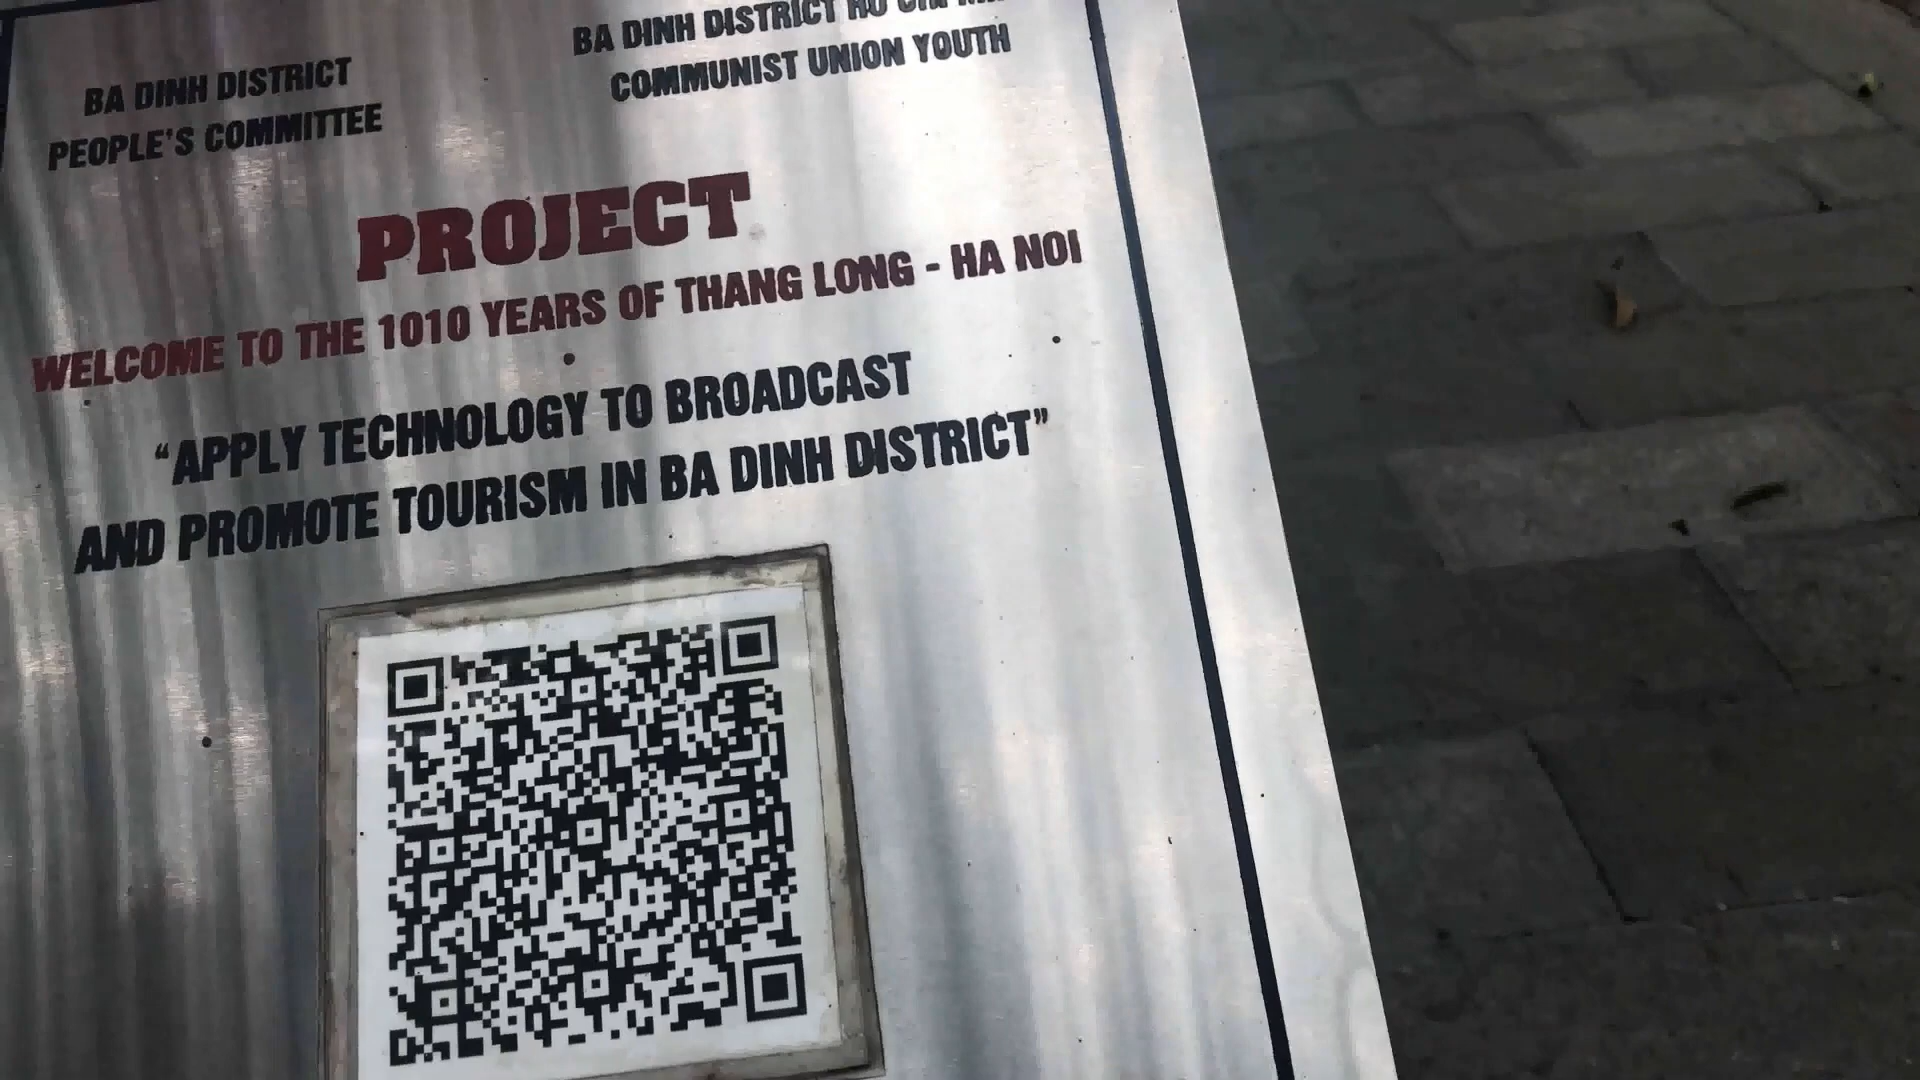 BA DINH DISTRICT
PEOPLE'S COMMITTEE
BA DINH DISTRICT HO CHI
COMMUNIST UNION YOUTH
PROJECT
WELCOME TO THE 1010 YEARS OF THANG LONG - HA NOI
“APPLY TECHNOLOGY TO BROADCAST
AND PROMOTE TOURISM IN BA DINH DISTRICT”